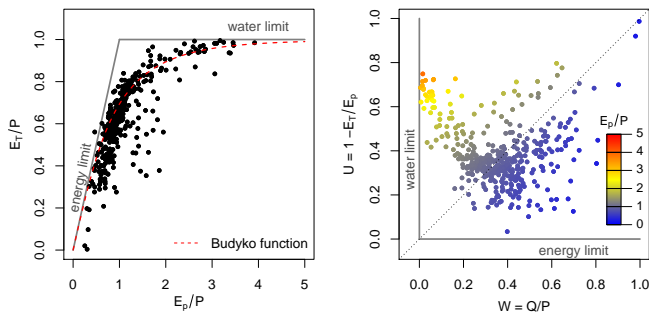 water limit
energy limit
E_T/P
0.0 0.2 0.4 0.6 0.8 1.0
Budyko function
0 1 2 3 4 5
E_p/P
U = 1 −E_T/E_p
0.0 0.2 0.4 0.6 0.8 1.0
water limit
E_p/P
5
4
3
2
1
0
energy limit
0.0 0.2 0.4 0.6 0.8 1.0
W = Q/P